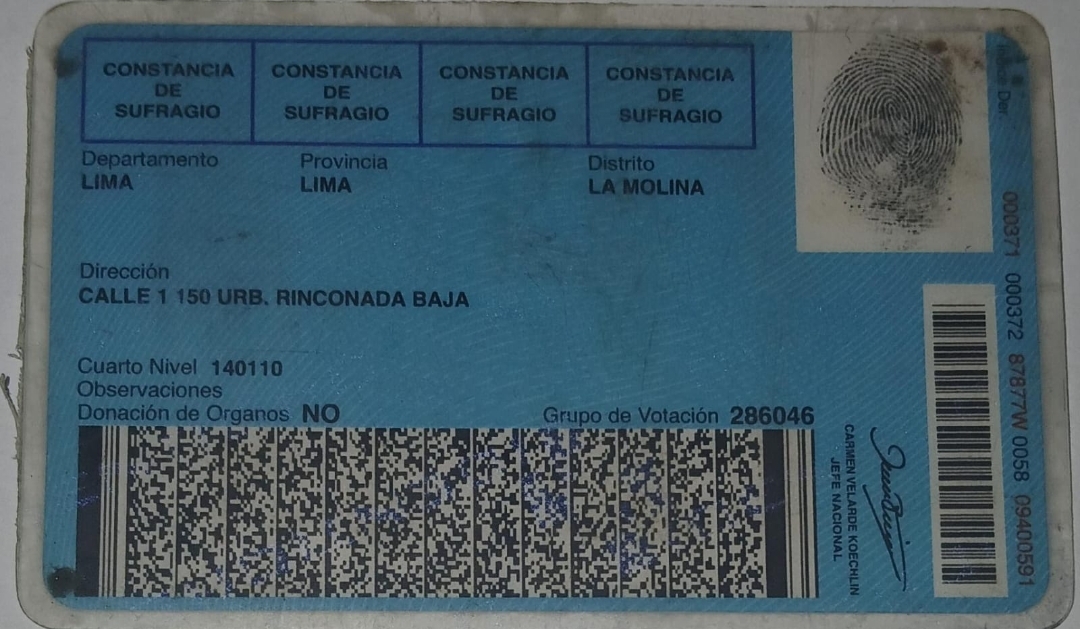 CONSTANCIA DE SUFRAGIO
CONSTANCIA DE SUFRAGIO
CONSTANCIA DE SUFRAGIO
CONSTANCIA DE SUFRAGIO
Departamento Provincia Distrito
LIMA LIMA LA MOLINA
Dirección
CALLE 1 150 URB. RINCONADA BAJA
Cuarto Nivel 140110
Observaciones
Donación de Organos NO Grupo de Votación 286046
CARMEN VELARDE KOECHLIN
JEFE NACIONAL
Der.
000371 000372 87877W 0058 09400591